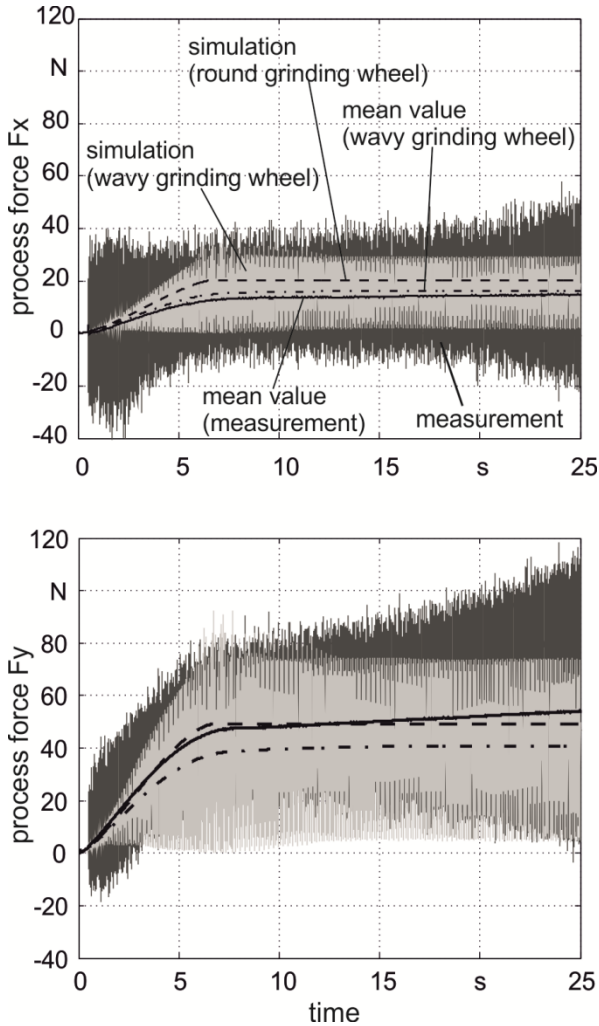 120
N
80
60
40
20
0
-20
-40
process force Fx
simulation
(round grinding wheel)
mean value
(wavy grinding wheel)
simulation
(wavy grinding wheel)
mean value
(measurement)
measurement
0 5 10 15 s 25
120
N
80
60
40
20
0
-20
-40
process force Fy
0 5 10 15 s 25
time